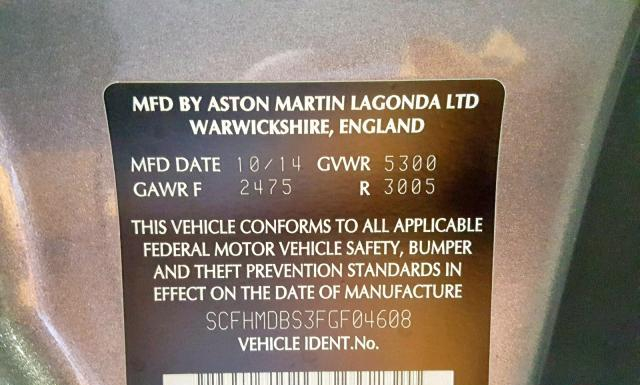 MFD BY ASTON MARTIN LAGONDA LTD
WARWICKSHIRE, ENGLAND
MFD DATE 10/14 GVWR 5300
GAWR F 2475 R 3005
THIS VEHICLE CONFORMS TO ALL APPLICABLE
FEDERAL MOTOR VEHICLE SAFETY, BUMPER
AND THEFT PREVENTION STANDARDS IN
EFFECT ON THE DATE OF MANUFACTURE
SCFHMDBS3FGF04608
VEHICLE IDENT.No.